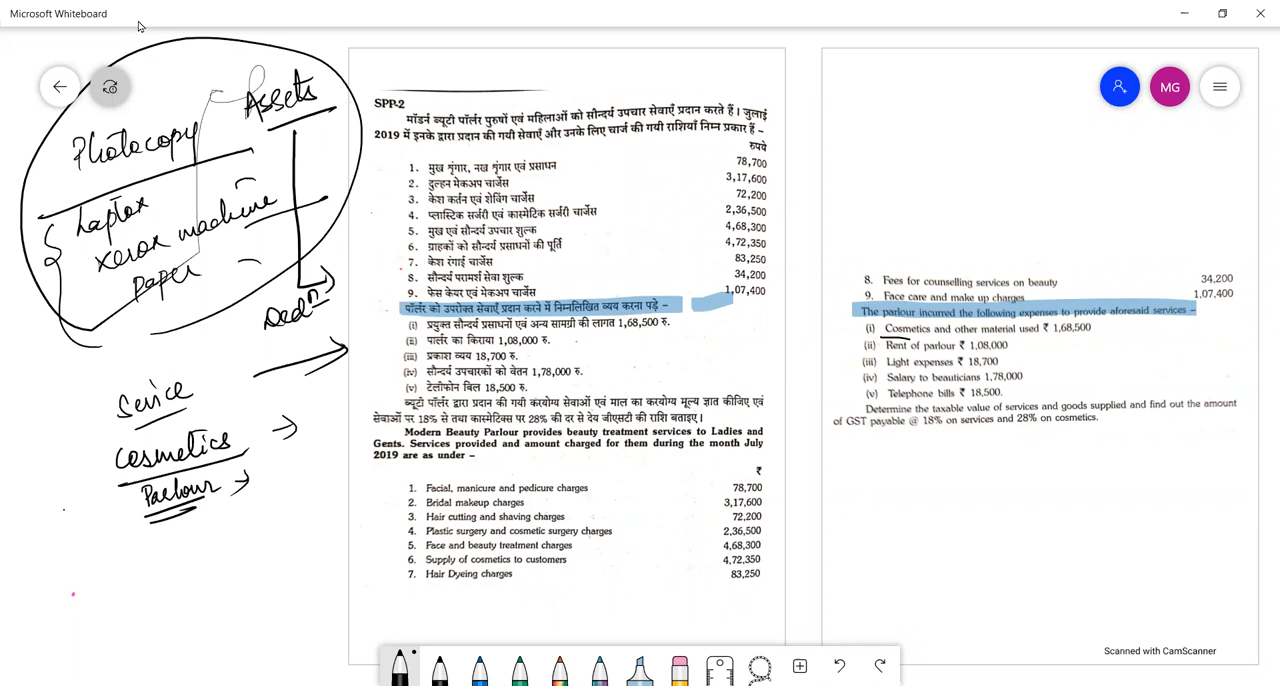 Microsoft Whiteboard
Assets
Photocopy
Laptox
Xerox machine
Paper
Dedⁿ
Service
Cosmetics
Parlour
SPR-2
मॉडर्न ब्यूटी पॉर्लर पुरुषों एवं महिलाओं को सौन्दर्य उपचार सेवाएँ प्रदान करते हैं। जुलाई
2019 में इनके द्वारा प्रदान की गयी सेवाएँ और उनके लिए चार्ज की गयी राशियाँ निम्न प्रकार हैं –
रुपये
1. मुख श्रृंगार, नख श्रृंगार एवं प्रसाधन 78,700
2. दुल्हन मेकअप चार्जेस 3,17,600
3. केश कर्तन एवं शेविंग चार्जेस 72,200
4. प्लास्टिक सर्जरी एवं कास्मेटिक सर्जरी चार्जेस 2,36,500
5. मुख एवं सौन्दर्य उपचार शुल्क 4,68,300
6. ग्राहकों को सौन्दर्य प्रसाधनों की पूर्ति 4,72,350
7. केश रंगाई चार्जेस 83,250
8. सौन्दर्य परामर्श सेवा शुल्क 34,200
9. फेस केयर एवं मेकअप चार्जेस 1,07,400
पॉर्लर को उपरोक्त सेवाएँ प्रदान करने में निम्नलिखित व्यय करना पड़े –
(i) प्रयुक्त सौन्दर्य प्रसाधनों एवं अन्य सामग्री की लागत 1,68,500 रु.
(ii) पार्लर का किराया 1,08,000 रु.
(iii) प्रकाश व्यय 18,700 रु.
(iv) सौन्दर्य उपचारकों को वेतन 1,78,000 रु.
(v) टेलीफोन बिल 18,500 रु.
ब्यूटी पॉर्लर द्वारा प्रदान की गयी करयोग्य सेवाओं एवं माल का करयोग्य मूल्य ज्ञात कीजिए एवं
सेवाओं पर 18% से तथा कास्मेटिक्स पर 28% की दर से देय जीएसटी की राशि बताइए।
Modern Beauty Parlour provides beauty treatment services to Ladies and
Gents. Services provided and amount charged for them during the month July
2019 are as under –
₹
1. Facial, manicure and pedicure charges 78,700
2. Bridal makeup charges 3,17,600
3. Hair cutting and shaving charges 72,200
4. Plastic surgery and cosmetic surgery charges 2,36,500
5. Face and beauty treatment charges 4,68,300
6. Supply of cosmetics to customers 4,72,350
7. Hair Dyeing charges 83,250
MG
8. Fees for counselling services on beauty 34,200
9. Face care and make up charges 1,07,400
The parlour incurred the following expenses to provide aforesaid services –
(i) Cosmetics and other material used ₹ 1,68,500
(ii) Rent of parlour ₹ 1,08,000
(iii) Light expenses ₹ 18,700
(iv) Salary to beauticians 1,78,000
(v) Telephone bills ₹ 18,500.
Determine the taxable value of services and goods supplied and find out the amount
of GST payable @ 18% on services and 28% on cosmetics.
Scanned with CamScanner